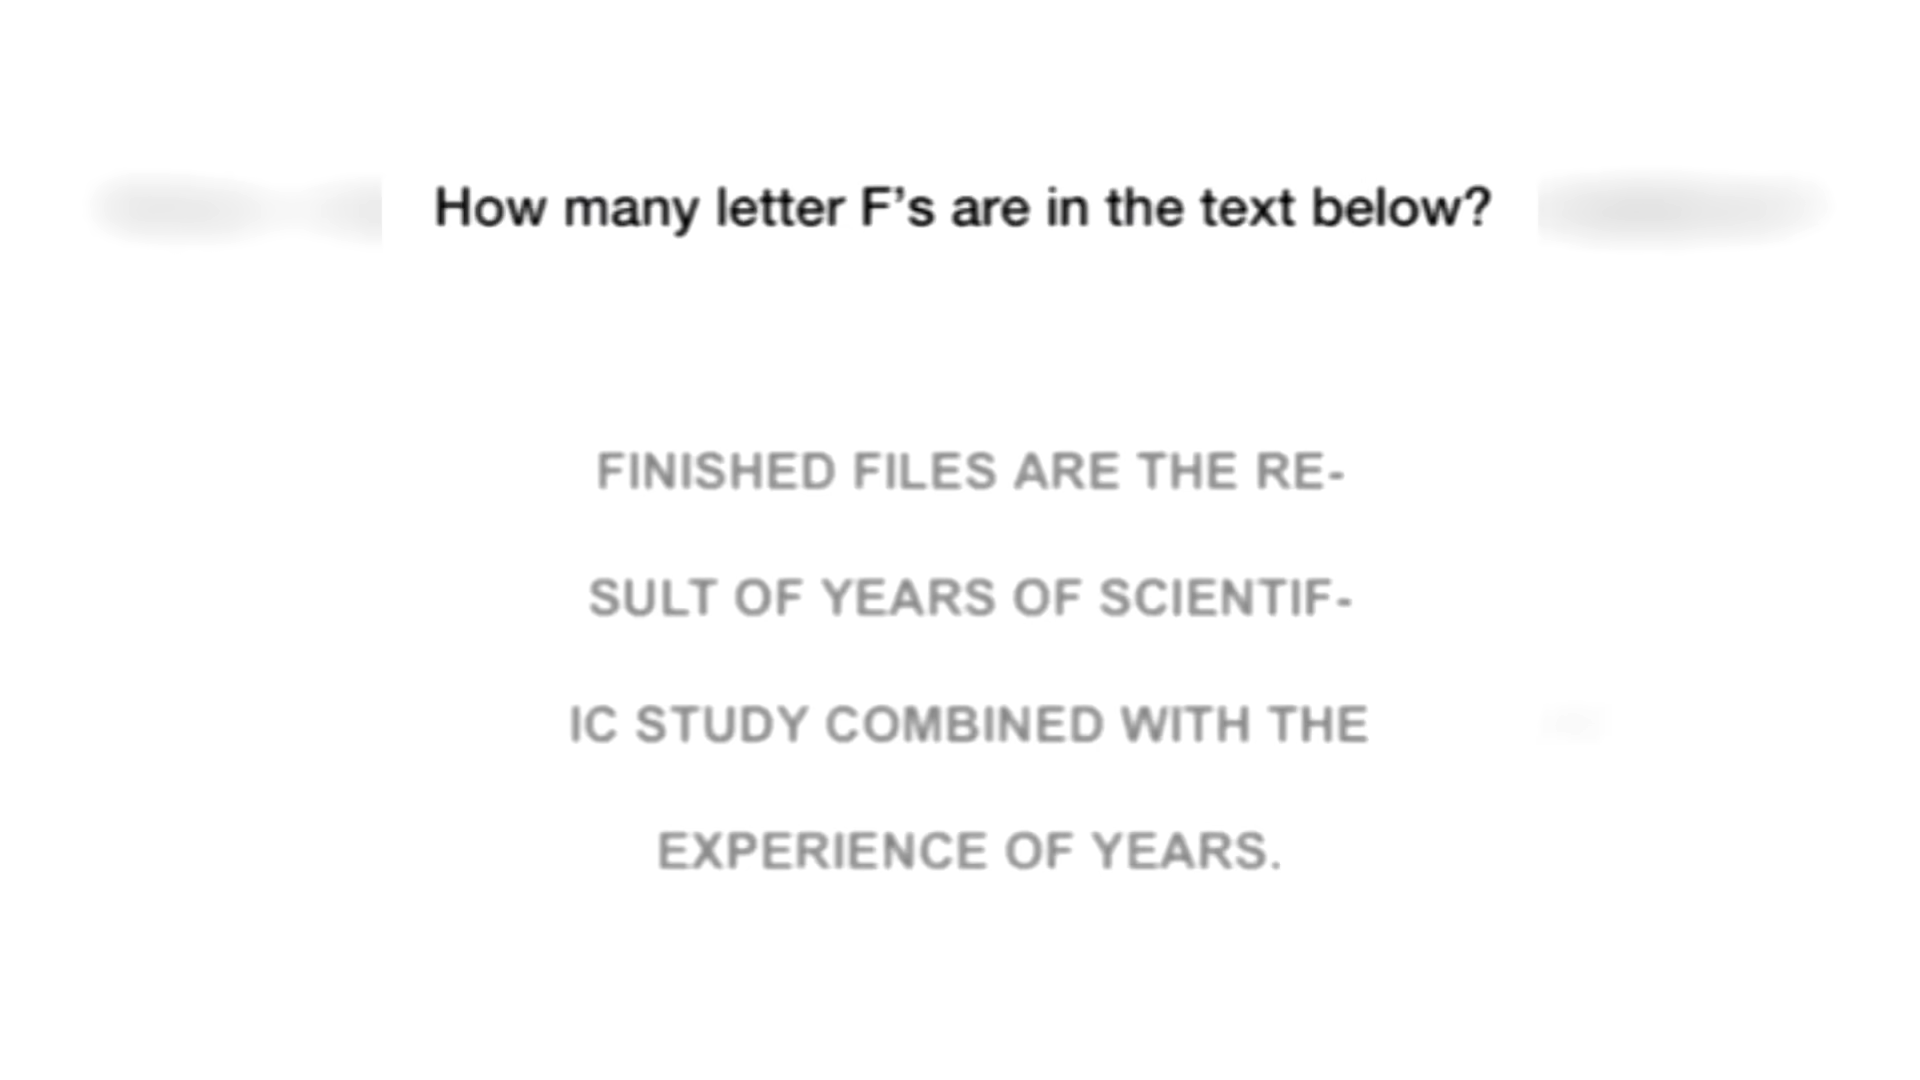 How many letter F’s are in the text below?
FINISHED FILES ARE THE RE-
SULT OF YEARS OF SCIENTIF-
IC STUDY COMBINED WITH THE
EXPERIENCE OF YEARS.